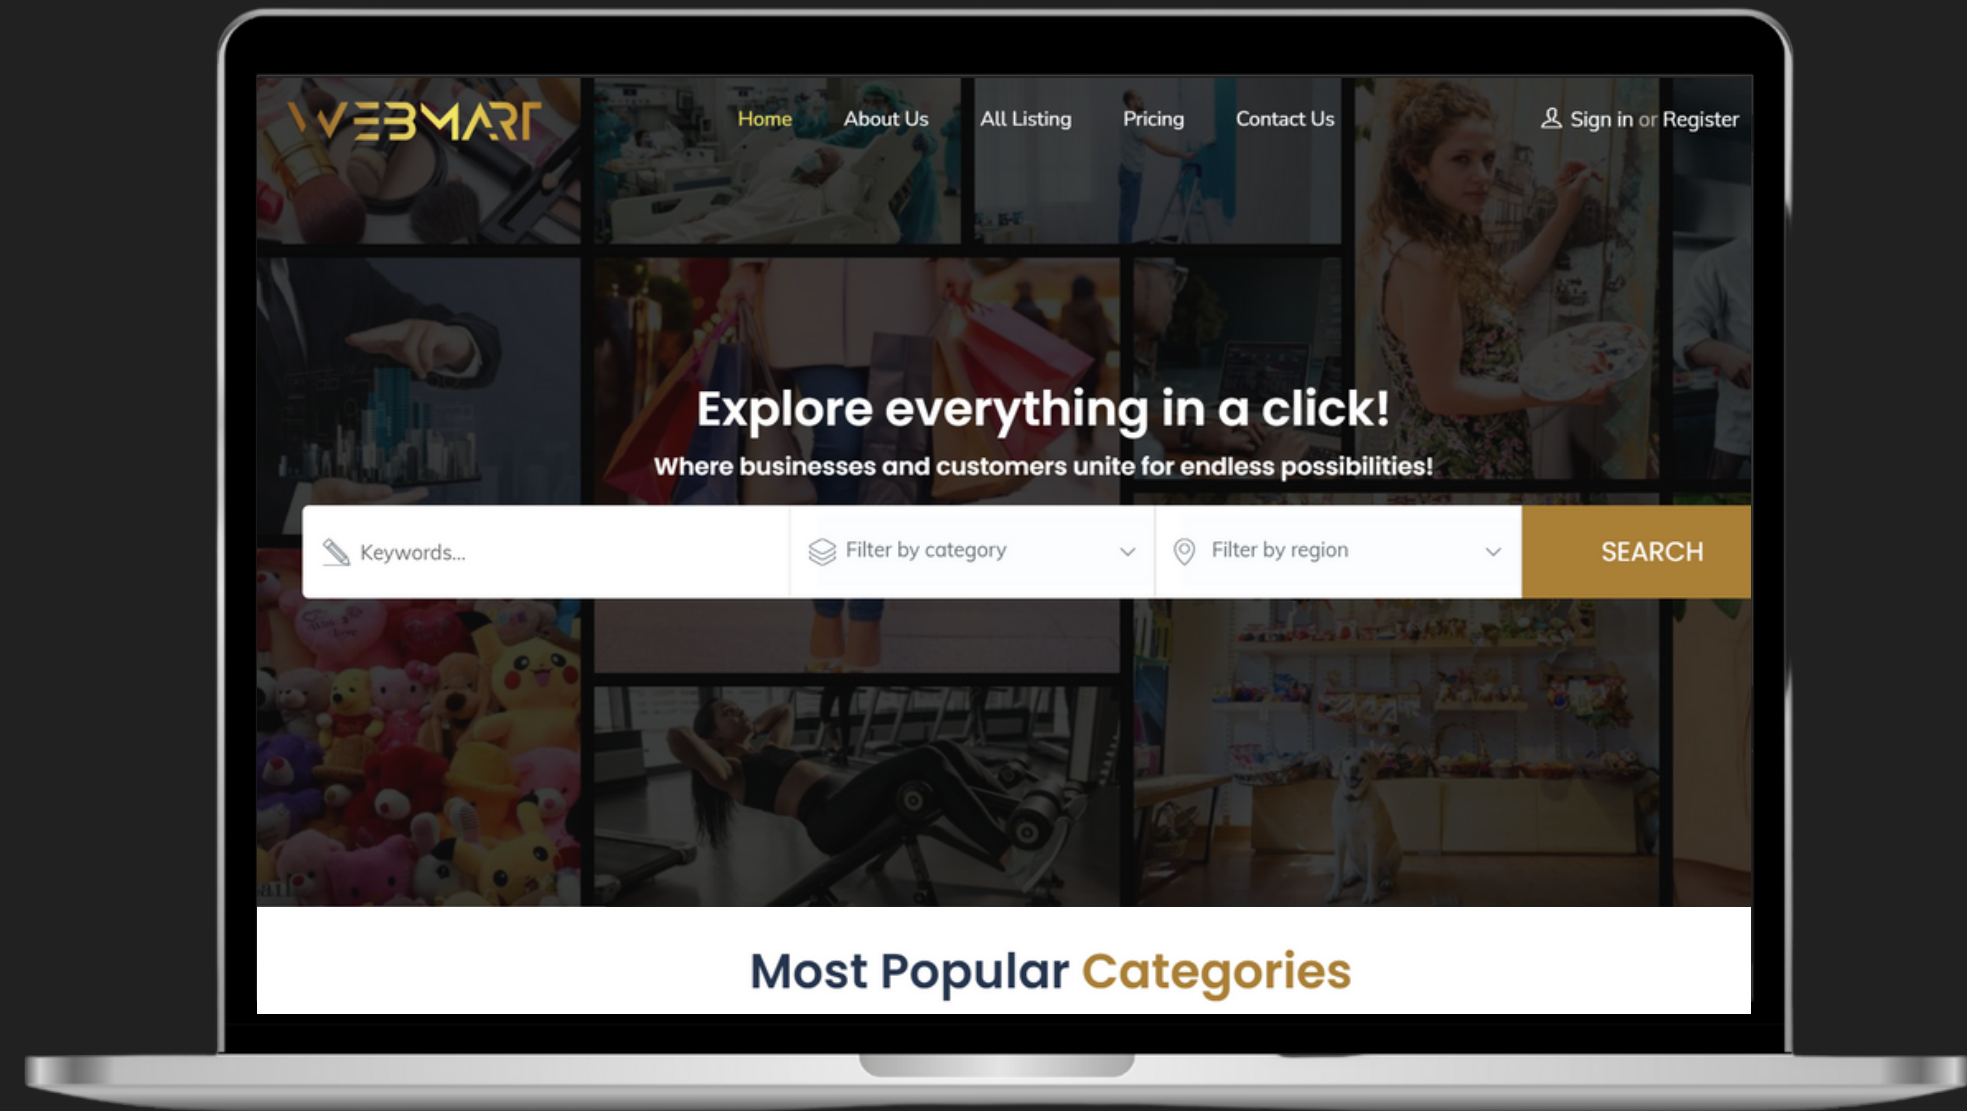 WEBMART
Home About Us All Listing Pricing Contact Us Sign in or Register
Explore everything in a click!
Where businesses and customers unite for endless possibilities!
Keywords... Filter by category Filter by region SEARCH
Most Popular Categories